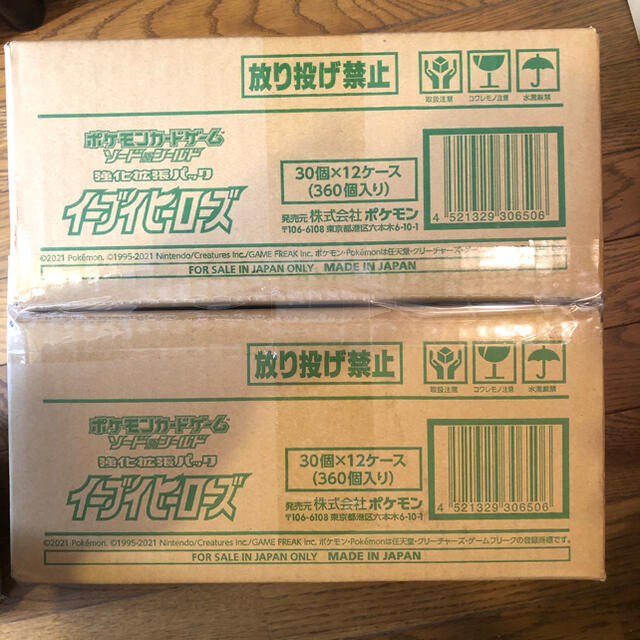 放り投げ禁止
取扱注意
コワレモノ注意
水濡厳禁
ポケモンカードゲーム
ソード&シールド
強化拡張パック
イーブイヒーローズ
30個×12ケース
(360個入り)
発売元 株式会社 ポケモン
〒106-6108 東京都港区六本木6-10-1
4 521329 306506
©2021 Pokémon. ©1995-2021 Nintendo/Creatures Inc./GAME FREAK Inc. ポケモン・Pokémonは任天堂・クリーチャーズ・ゲームフリークの登録商標です。
FOR SALE IN JAPAN ONLY MADE IN JAPAN
放り投げ禁止
取扱注意
コワレモノ注意
水濡厳禁
ポケモンカードゲーム
ソード&シールド
強化拡張パック
イーブイヒーローズ
30個×12ケース
(360個入り)
発売元 株式会社 ポケモン
〒106-6108 東京都港区六本木6-10-1
4 521329 306506
©2021 Pokémon. ©1995-2021 Nintendo/Creatures Inc./GAME FREAK Inc. ポケモン・Pokémonは任天堂・クリーチャーズ・ゲームフリークの登録商標です。
FOR SALE IN JAPAN ONLY MADE IN JAPAN